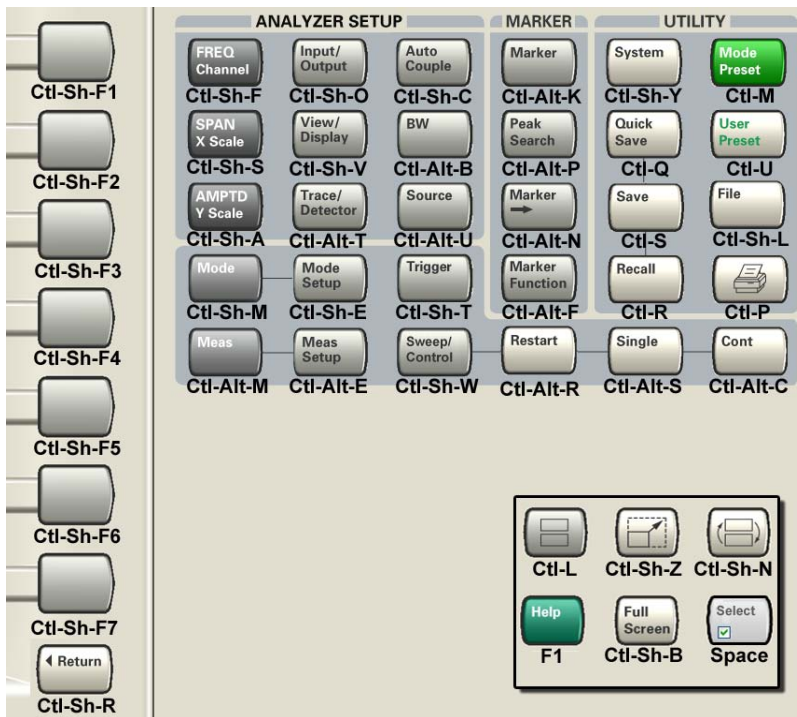 ANALYZER SETUP MARKER UTILITY
Ctl-Sh-F1
FREQ
Channel
Ctl-Sh-F
Input/
Output
Ctl-Sh-O
Auto
Couple
Ctl-Sh-C
Marker
Ctl-Alt-K
System
Ctl-Sh-Y
Mode
Preset
Ctl-M
Ctl-Sh-F2
SPAN
X Scale
Ctl-Sh-S
View/
Display
Ctl-Sh-V
BW
Ctl-Alt-B
Peak
Search
Ctl-Alt-P
Quick
Save
Ctl-Q
User
Preset
Ctl-U
Ctl-Sh-F3
AMPTD
Y Scale
Ctl-Sh-A
Trace/
Detector
Ctl-Alt-T
Source
Ctl-Alt-U
Marker
Ctl-Alt-N
Save
Ctl-S
File
Ctl-Sh-L
Ctl-Sh-F4
Mode
Ctl-Sh-M
Mode
Setup
Ctl-Sh-E
Trigger
Ctl-Sh-T
Marker
Function
Ctl-Alt-F
Recall
Ctl-R
Ctl-P
Meas
Ctl-Alt-M
Meas
Setup
Ctl-Alt-E
Sweep/
Control
Ctl-Sh-W
Restart
Ctl-Alt-R
Single
Ctl-Alt-S
Cont
Ctl-Alt-C
Ctl-Sh-F5
Ctl-Sh-F6
Ctl-Sh-F7
Return
Ctl-Sh-R
Ctl-L
Ctl-Sh-Z
Ctl-Sh-N
Help
F1
Full
Screen
Ctl-Sh-B
Select
Space